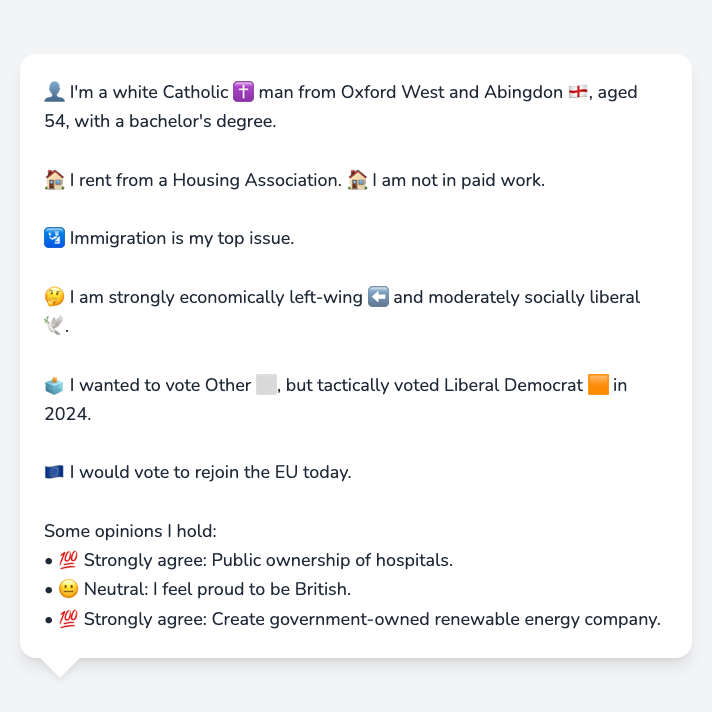 👤 I'm a white Catholic ✝️ man from Oxford West and Abingdon 🏴󠁧󠁢󠁥󠁮󠁧󠁿, aged
54, with a bachelor's degree.
🏠 I rent from a Housing Association. 🏠 I am not in paid work.
🛂 Immigration is my top issue.
🤔 I am strongly economically left-wing ⬅️ and moderately socially liberal
🕊️.
🗳️ I wanted to vote Other ⬜, but tactically voted Liberal Democrat 🟧 in
2024.
🇪🇺 I would vote to rejoin the EU today.
Some opinions I hold:
• 💯 Strongly agree: Public ownership of hospitals.
• 😐 Neutral: I feel proud to be British.
• 💯 Strongly agree: Create government-owned renewable energy company.